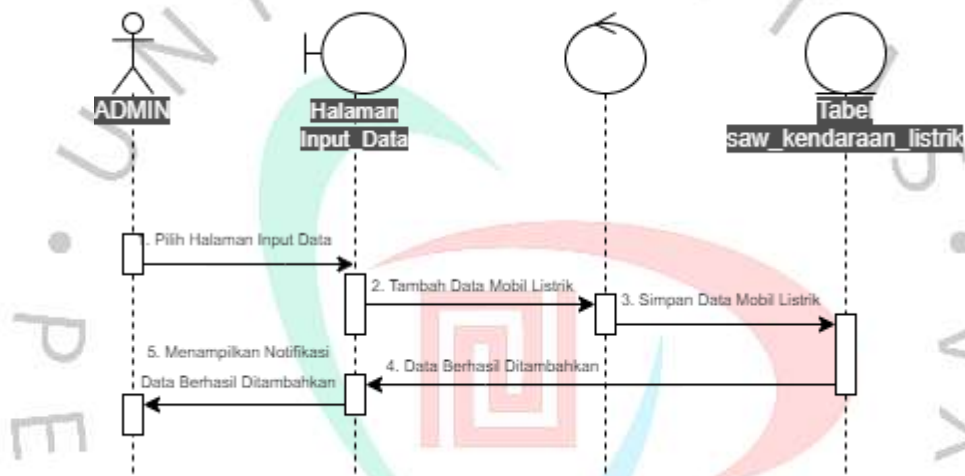 ADMIN
Halaman
Input_Data
Tabel
saw_kendaraan_listrik
1. Pilih Halaman Input Data
2. Tambah Data Mobil Listrik
3. Simpan Data Mobil Listrik
4. Data Berhasil Ditambahkan
5. Menampilkan Notifikasi
Data Berhasil Ditambahkan